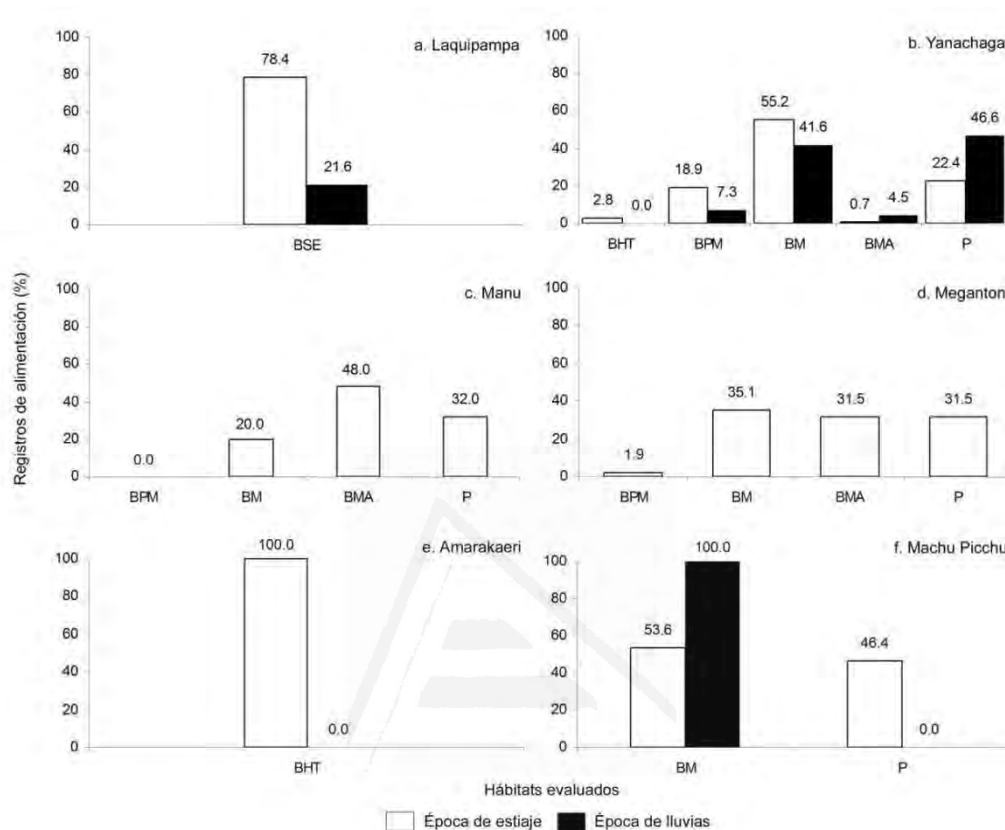 a. Laquipampa
100
80
60
40
20
0
78.4
21.6
BSE
b. Yanachaga
100
80
60
40
20
0
2.8
0.0
18.9
7.3
55.2
41.6
0.7
4.5
22.4
46.6
BHT
BPM
BM
BMA
P
Registros de alimentación (%)
c. Manu
100
80
60
40
20
0
0.0
20.0
48.0
32.0
BPM
BM
BMA
P
d. Meganton
100
80
60
40
20
0
1.9
35.1
31.5
31.5
BPM
BM
BMA
P
e. Amarakaeri
100
80
60
40
20
0
100.0
0.0
BHT
f. Machu Picchu
100
80
60
40
20
0
53.6
100.0
46.4
0.0
BM
P
Hábitats evaluados
Época de estiaje
Época de lluvias